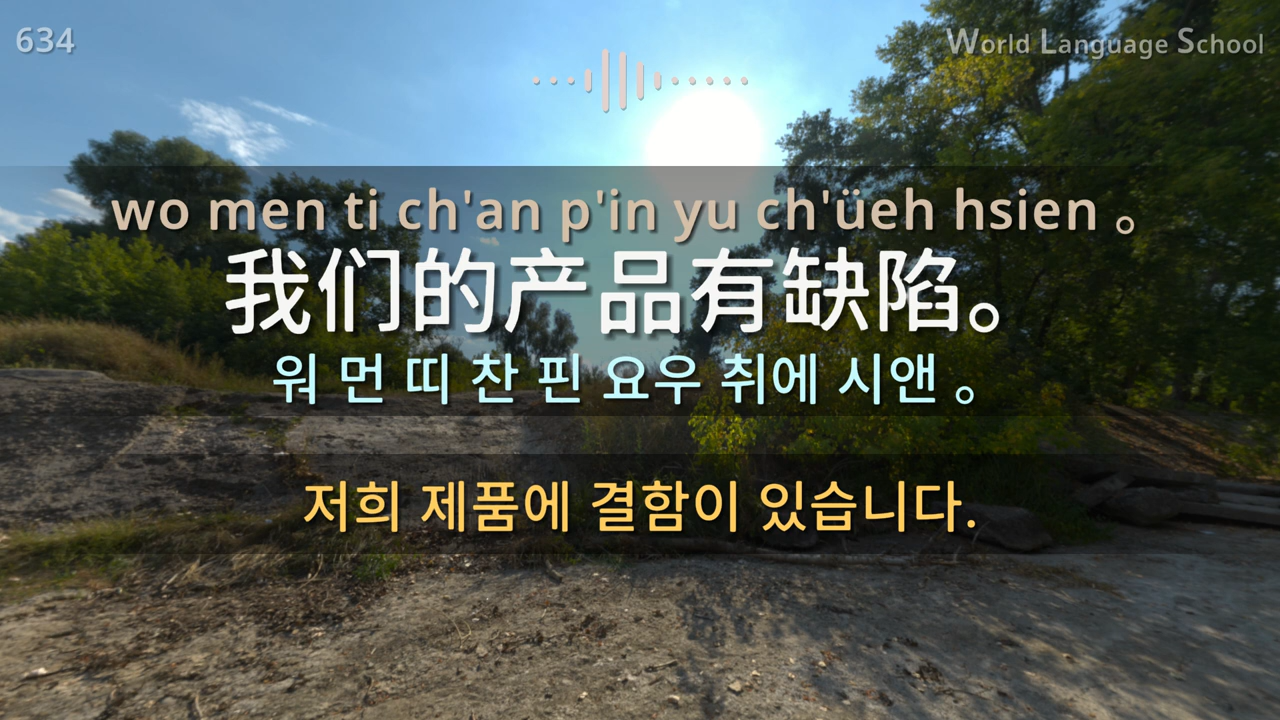 634
World Language School
wo men ti ch'an p'in yu ch'üeh hsien 。
我们的产品有缺陷。
워 먼 띠 찬 핀 요우 취에 시앤 。
저희 제품에 결함이 있습니다.